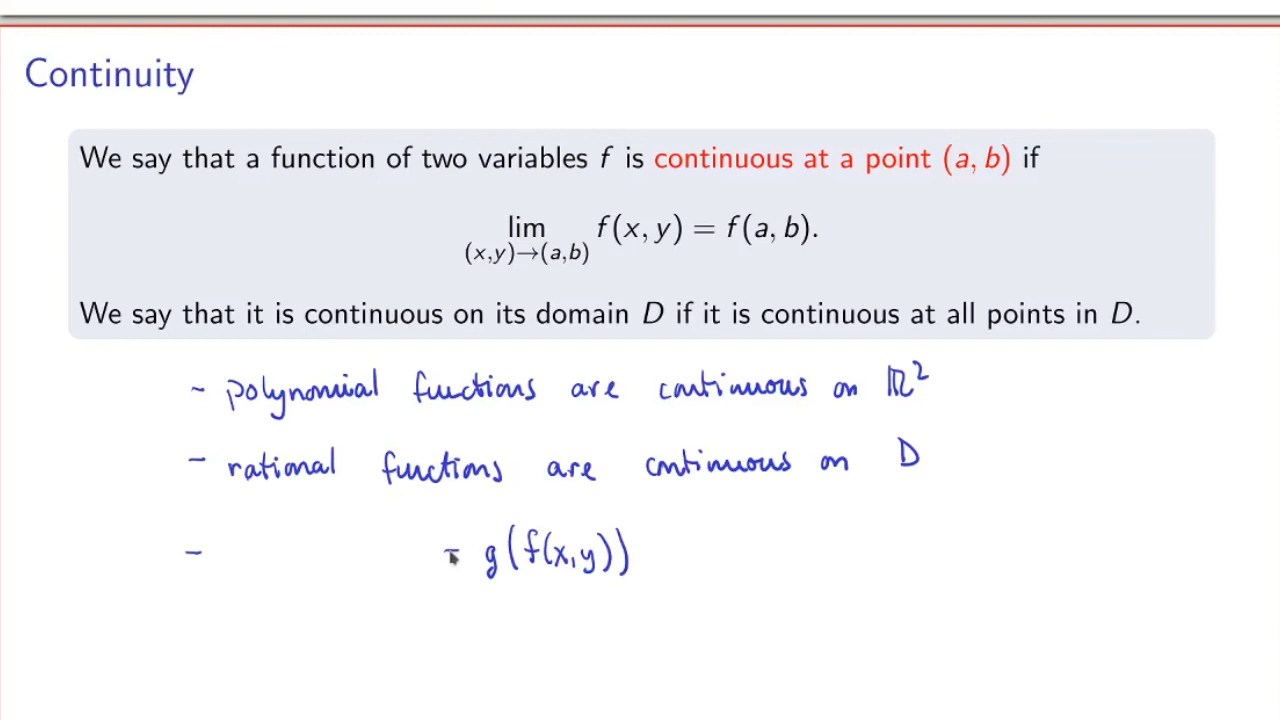 Continuity
We say that a function of two variables f is continuous at a point (a, b) if
lim f(x, y) = f(a, b).
(x,y)→(a,b)
We say that it is continuous on its domain D if it is continuous at all points in D.
~ polynomial functions are continuous on ℝ²
- rational functions are continuous on D
- = g(f(x,y))